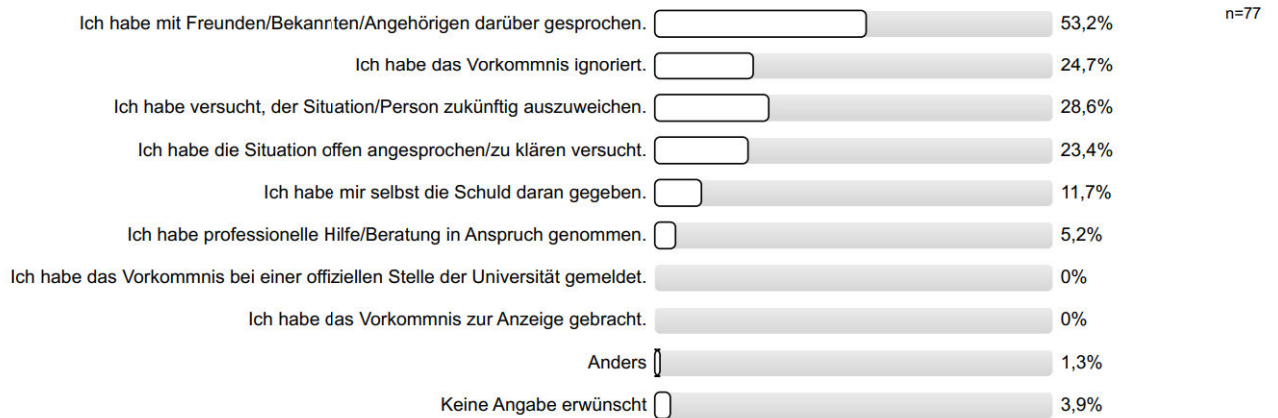 Ich habe mit Freunden/Bekannten/Angehörigen darüber gesprochen. 53,2% n=77
Ich habe das Vorkommnis ignoriert. 24,7%
Ich habe versucht, der Situation/Person zukünftig auszuweichen. 28,6%
Ich habe die Situation offen angesprochen/zu klären versucht. 23,4%
Ich habe mir selbst die Schuld daran gegeben. 11,7%
Ich habe professionelle Hilfe/Beratung in Anspruch genommen. 5,2%
Ich habe das Vorkommnis bei einer offiziellen Stelle der Universität gemeldet. 0%
Ich habe das Vorkommnis zur Anzeige gebracht. 0%
Anders 1,3%
Keine Angabe erwünscht 3,9%